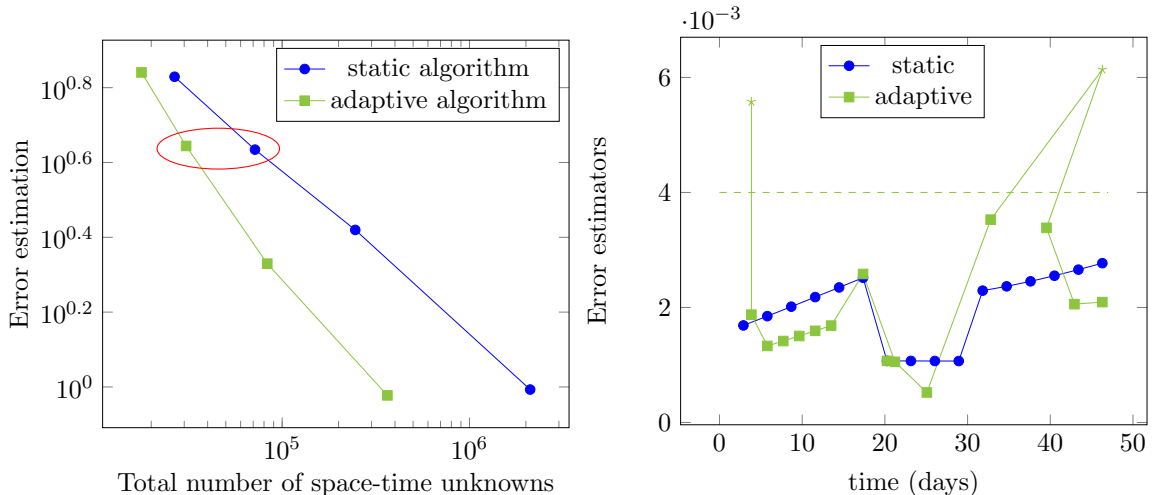 static algorithm
adaptive algorithm
10^0.8
10^0.6
10^0.4
10^0.2
10^0
10^5
10^6
Error estimation
Total number of space-time unknowns
·10^−3
static
adaptive
6
4
2
0
0 10 20 30 40 50
Error estimators
time (days)